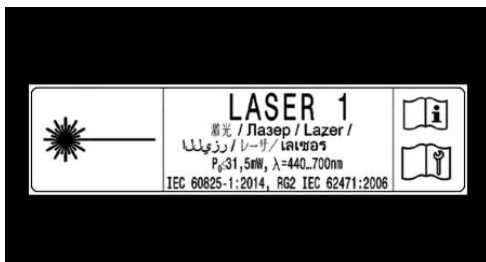 LASER 1
激光 / Лазер / Lazer /
الليزر / レーザ / เลเซอร์
P₀≤31,5mW, λ=440…700nm
IEC 60825-1:2014, RG2 IEC 62471:2006
i